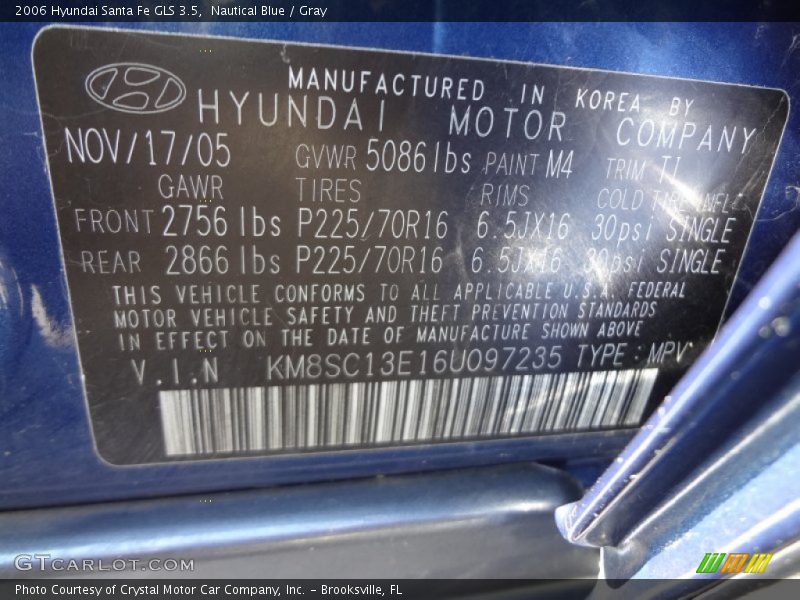 2006 Hyundai Santa Fe GLS 3.5,  Nautical Blue / Gray
MANUFACTURED IN KOREA BY
HYUNDAI MOTOR COMPANY
NOV/17/05 GVWR 5086lbs PAINT M4 TRIM TI
GAWR TIRES RIMS COLD TIRE INFL.
FRONT 2756 lbs P225/70R16 6.5JX16 30psi SINGLE
REAR 2866 lbs P225/70R16 6.5JX16 30psi SINGLE
THIS VEHICLE CONFORMS TO ALL APPLICABLE U.S.A. FEDERAL
MOTOR VEHICLE SAFETY AND THEFT PREVENTION STANDARDS
IN EFFECT ON THE DATE OF MANUFACTURE SHOWN ABOVE
V.I.N KM8SC13E16U097235 TYPE : MPV
GTCARLOT.COM
Photo Courtesy of Crystal Motor Car Company, Inc. – Brooksville, FL